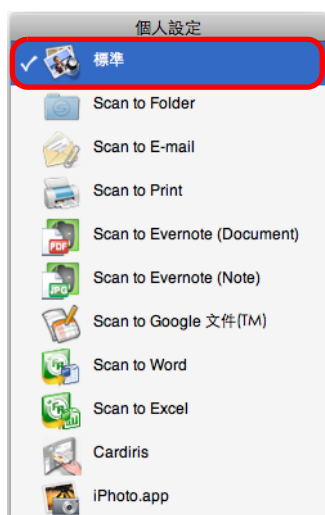 個人設定
標準
Scan to Folder
Scan to E-mail
Scan to Print
PDF
Scan to Evernote (Document)
JPG
Scan to Evernote (Note)
Scan to Google 文件(TM)
Scan to Word
Scan to Excel
Cardiris
iPhoto.app